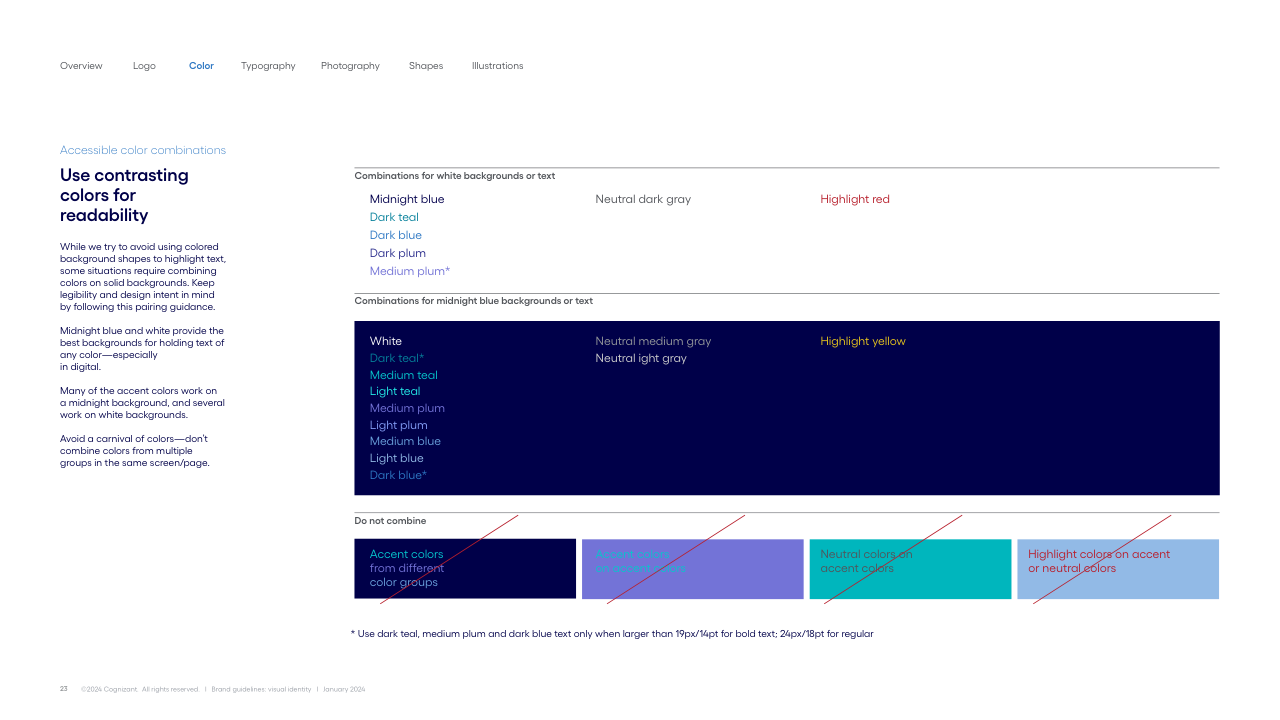 Overview Logo Color Typography Photography Shapes Illustrations
Accessible color combinations
Use contrasting
colors for
readability
While we try to avoid using colored
background shapes to highlight text,
some situations require combining
colors on solid backgrounds. Keep
legibility and design intent in mind
by following this pairing guidance.
Midnight blue and white provide the
best backgrounds for holding text of
any color—especially
in digital.
Many of the accent colors work on
a midnight background, and several
work on white backgrounds.
Avoid a carnival of colors—don't
combine colors from multiple
groups in the same screen/page.
Combinations for white backgrounds or text
Midnight blue
Dark teal
Dark blue
Dark plum
Medium plum*
Neutral dark gray
Highlight red
Combinations for midnight blue backgrounds or text
White
Dark teal*
Medium teal
Light teal
Medium plum
Light plum
Medium blue
Light blue
Dark blue*
Neutral medium gray
Neutral ight gray
Highlight yellow
Do not combine
Accent colors
from different
color groups
Accent colors
on accent colors
Neutral colors on
accent colors
Highlight colors on accent
or neutral colors
* Use dark teal, medium plum and dark blue text only when larger than 19px/14pt for bold text; 24px/18pt for regular
23 ©2024 Cognizant. All rights reserved. | Brand guidelines: visual identity | January 2024